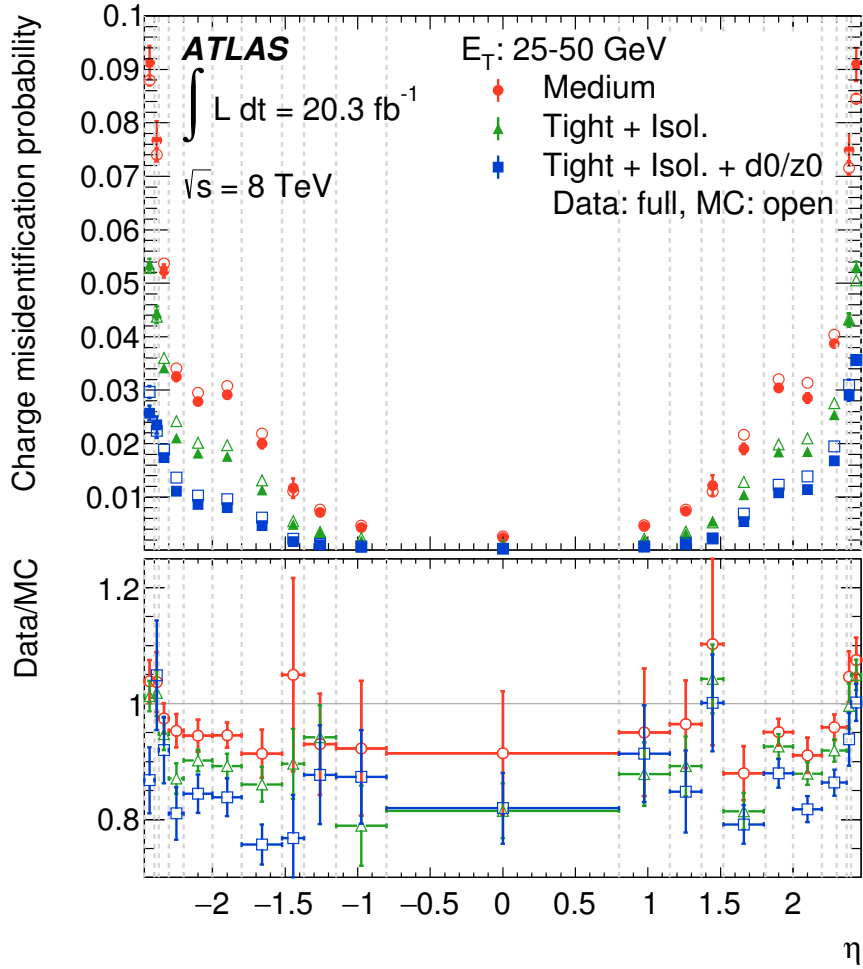 Charge misidentification probability
0.1
0.09
0.08
0.07
0.06
0.05
0.04
0.03
0.02
0.01
ATLAS
∫ L dt = 20.3 fb⁻¹
√s = 8 TeV
E_T: 25-50 GeV
Medium
Tight + Isol.
Tight + Isol. + d0/z0
Data: full, MC: open
Data/MC
1.2
1
0.8
−2 −1.5 −1 −0.5 0 0.5 1 1.5 2
η